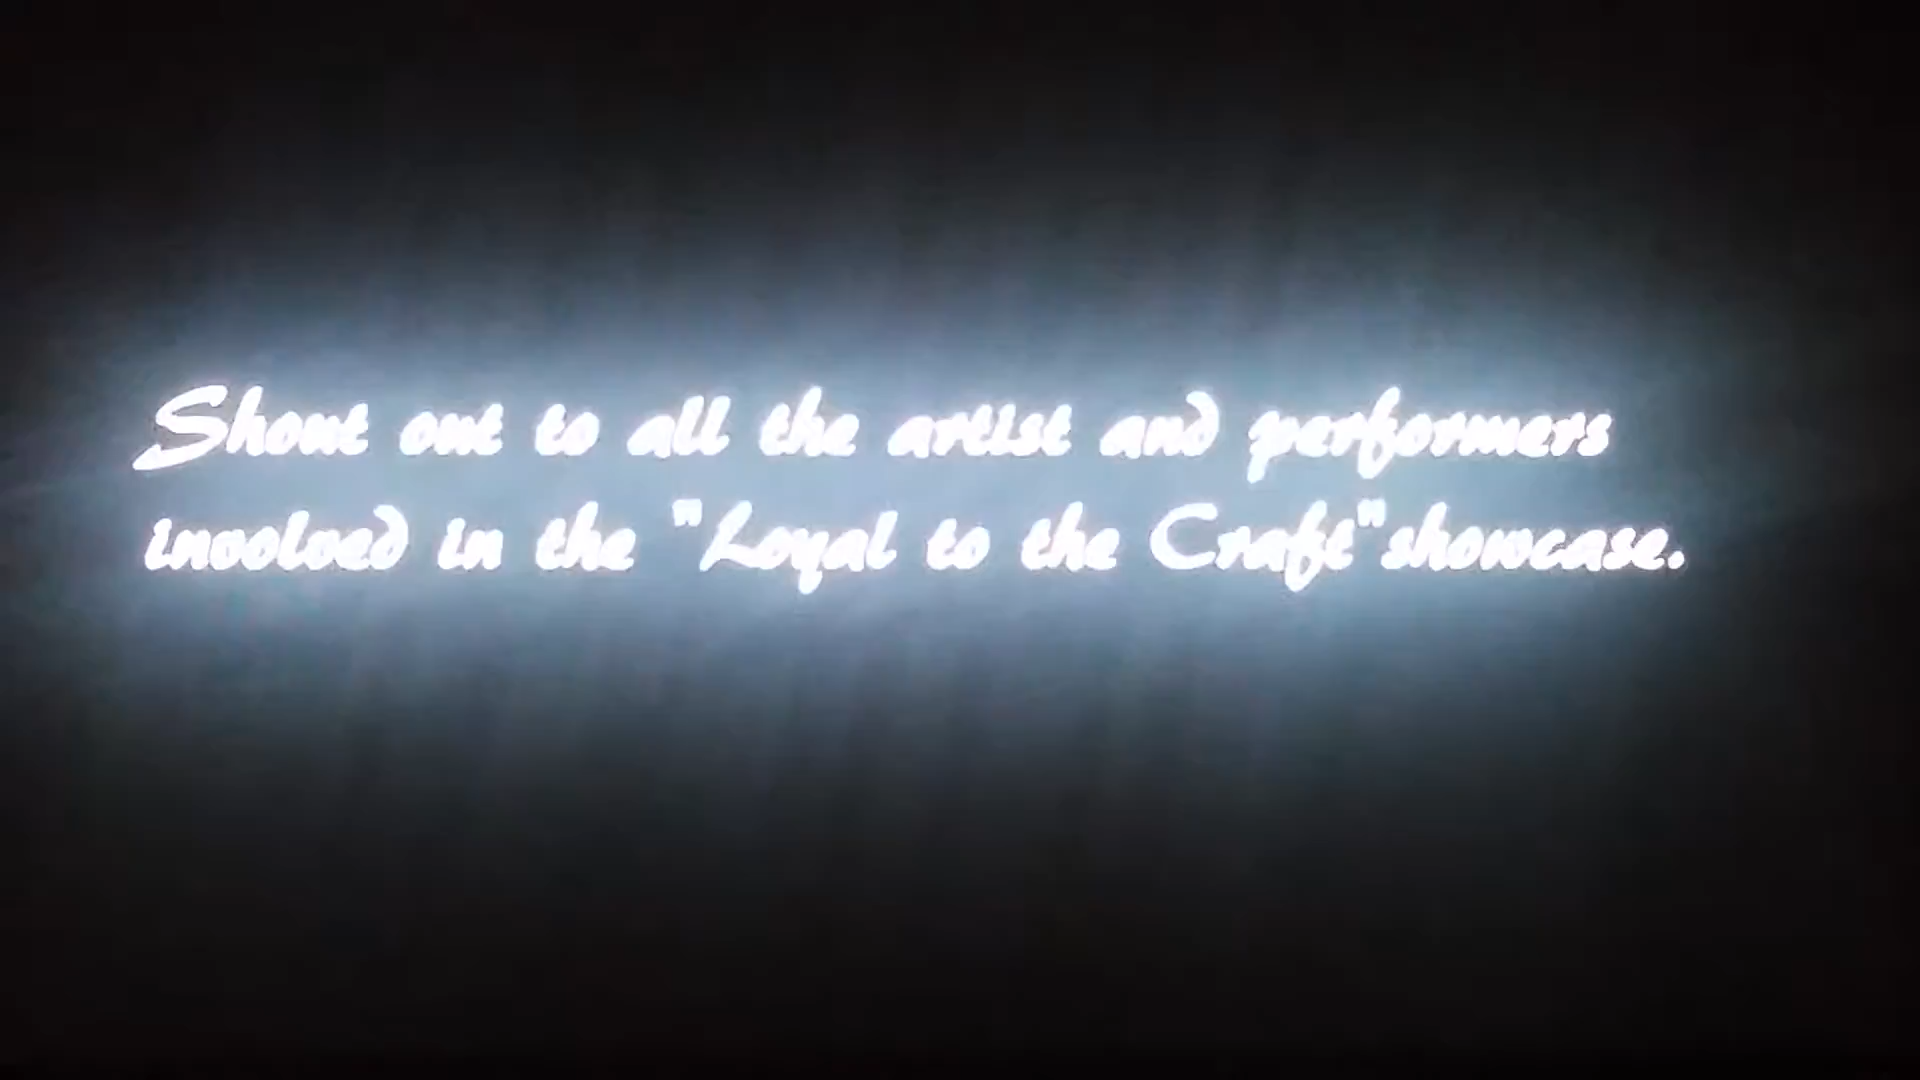 Shout out to all the artist and performers
involved in the "Loyal to the Craft"showcase.